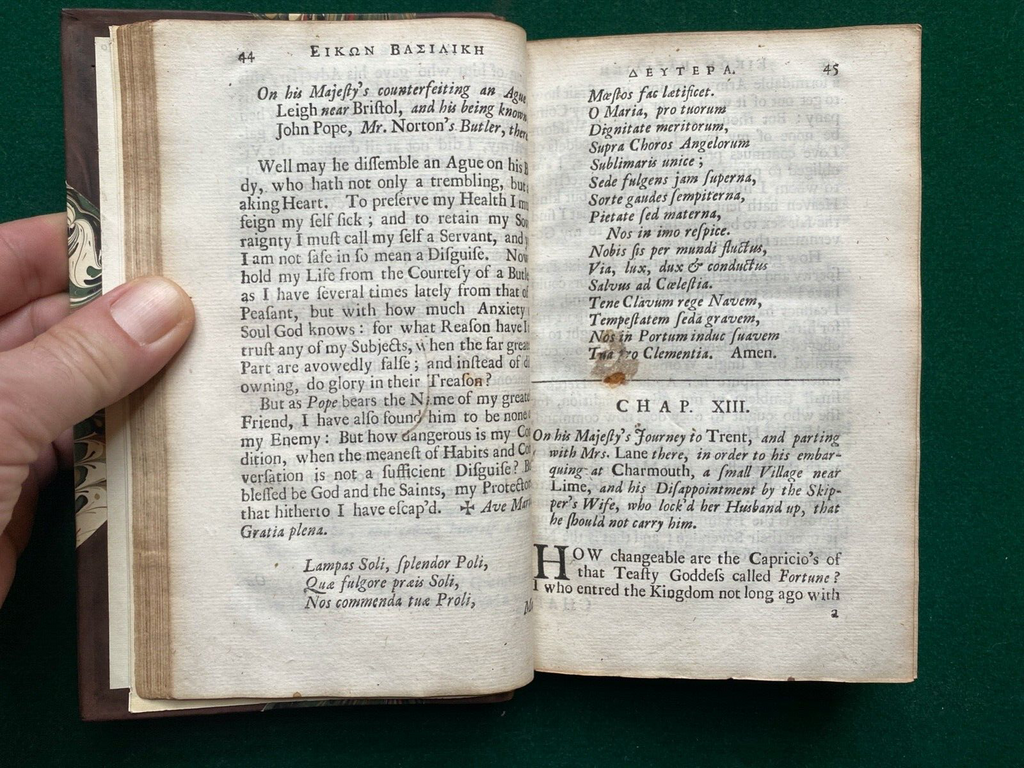 44 ΕΙΚΩΝ ΒΑΣΙΛΙΚΗ
On his Majeſty's counterfeiting an Ague
Leigh near Briſtol, and his being known
John Pope, Mr. Norton's Butler, there
Well may he diſſemble an Ague on his
dy, who hath not only a trembling, but
aking Heart. To preſerve my Health I
feign my ſelf ſick; and to retain my
raignty I muſt call my ſelf a Servant, and
I am not ſafe in ſo mean a Diſguiſe. Now
hold my Life from the Courteſy of a
as I have ſeveral times lately from that of
Peaſant, but with how much Anxiety
Soul God knows: for what Reaſon have I
truſt any of my Subjects, when the far
Part are avowedly falſe; and inſtead of
owning, do glory in their Treaſon?
But as Pope bears the Name of my
Friend, I have alſo found him to be none
my Enemy: But how dangerous is my
dition, when the meaneſt of Habits and
verſation is not a ſufficient Diſguiſe?
bleſſed be God and the Saints, my
that hitherto I have eſcap'd. ✠ Ave
Gratia plena.
Lampas Soli, ſplendor Poli,
Quæ fulgore præis Soli,
Nos commenda tuæ Proli,
ΔΕΥΤΕΡΑ. 45
Mœſtos fac lætificet.
O Maria, pro tuorum
Dignitate meritorum,
Supra Choros Angelorum
Sublimaris unice;
Sede fulgens jam ſuperna,
Sorte gaudes ſempiterna,
Pietate ſed materna,
Nos in imo reſpice.
Nobis ſis per mundi fluctus,
Via, lux, dux & conductus
Salvus ad Cœleſtia.
Tene Clavum rege Navem,
Tempeſtatem ſeda gravem,
Nos in Portum induc ſuavem
Tua pro Clementia. Amen.
CHAP. XIII.
On his Majeſty's Journey to Trent, and parting
with Mrs. Lane there, in order to his embar-
quing at Charmouth, a ſmall Village near
Lime, and his Diſappointment by the Skip-
per's Wife, who lock'd her Husband up, that
he ſhould not carry him.
HOW changeable are the Capricio's of
that Teaſty Goddeſs called Fortune?
I who entred the Kingdom not long ago with
a